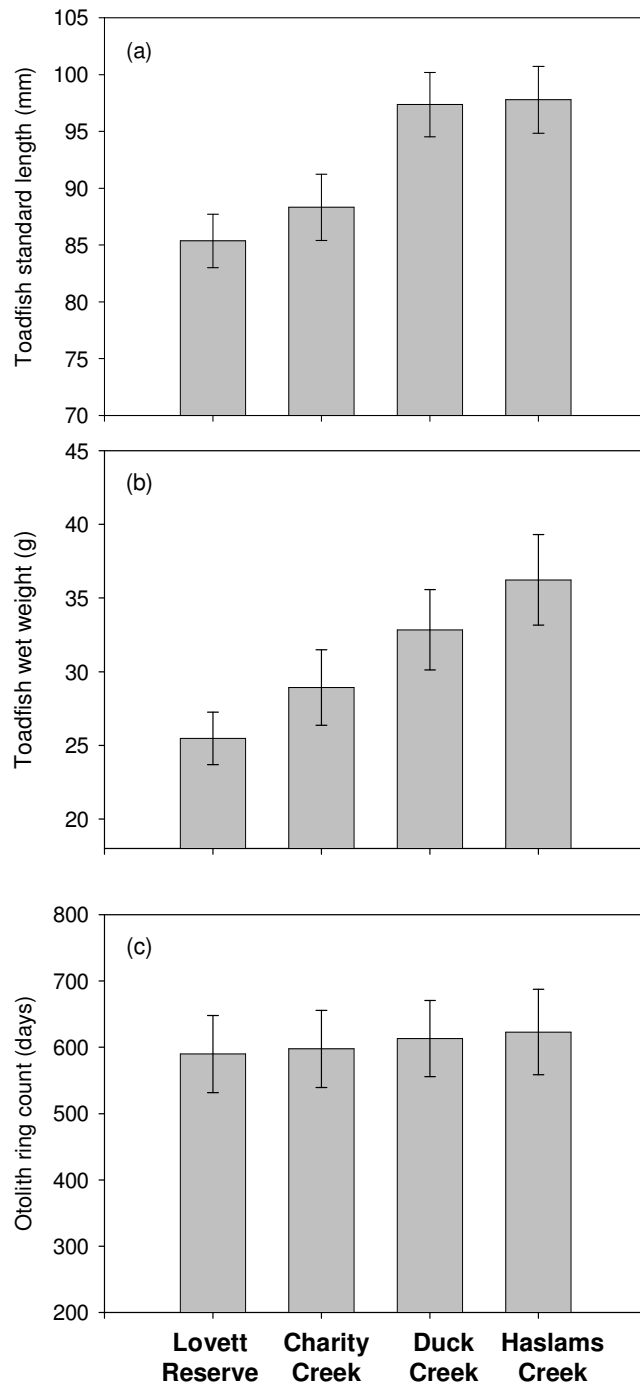 105
(a)
100
95
90
85
80
75
70
Toadfish standard length (mm)
45
(b)
40
35
30
25
20
Toadfish wet weight (g)
800
(c)
700
600
500
400
300
200
Otolith ring count (days)
Lovett Charity Duck Haslams
Reserve Creek Creek Creek